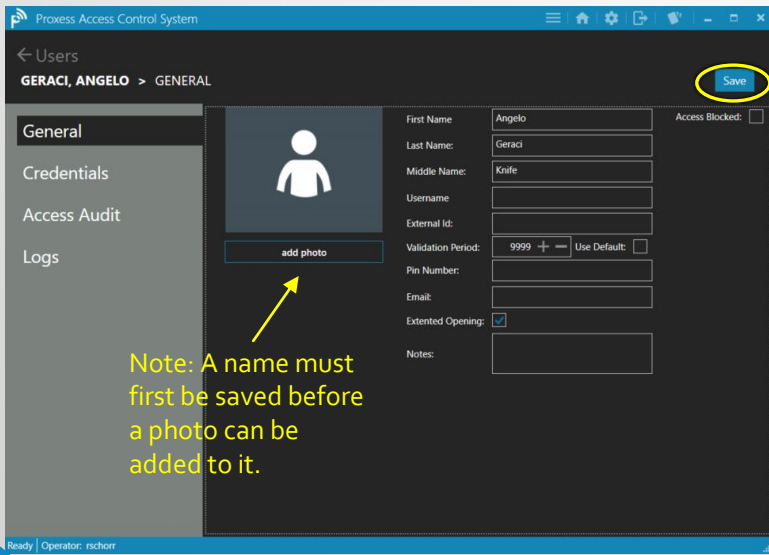 Proxess Access Control System
Users
GERACI, ANGELO > GENERAL
Save
General
Credentials
Access Audit
Logs
add photo
First Name Angelo
Access Blocked:
Last Name: Geraci
Middle Name: Knife
Username
External Id:
Validation Period: 9999 Use Default:
Pin Number:
Email:
Extented Opening:
Notes:
Note: A name must
first be saved before
a photo can be
added to it.
Ready Operator: rschorr